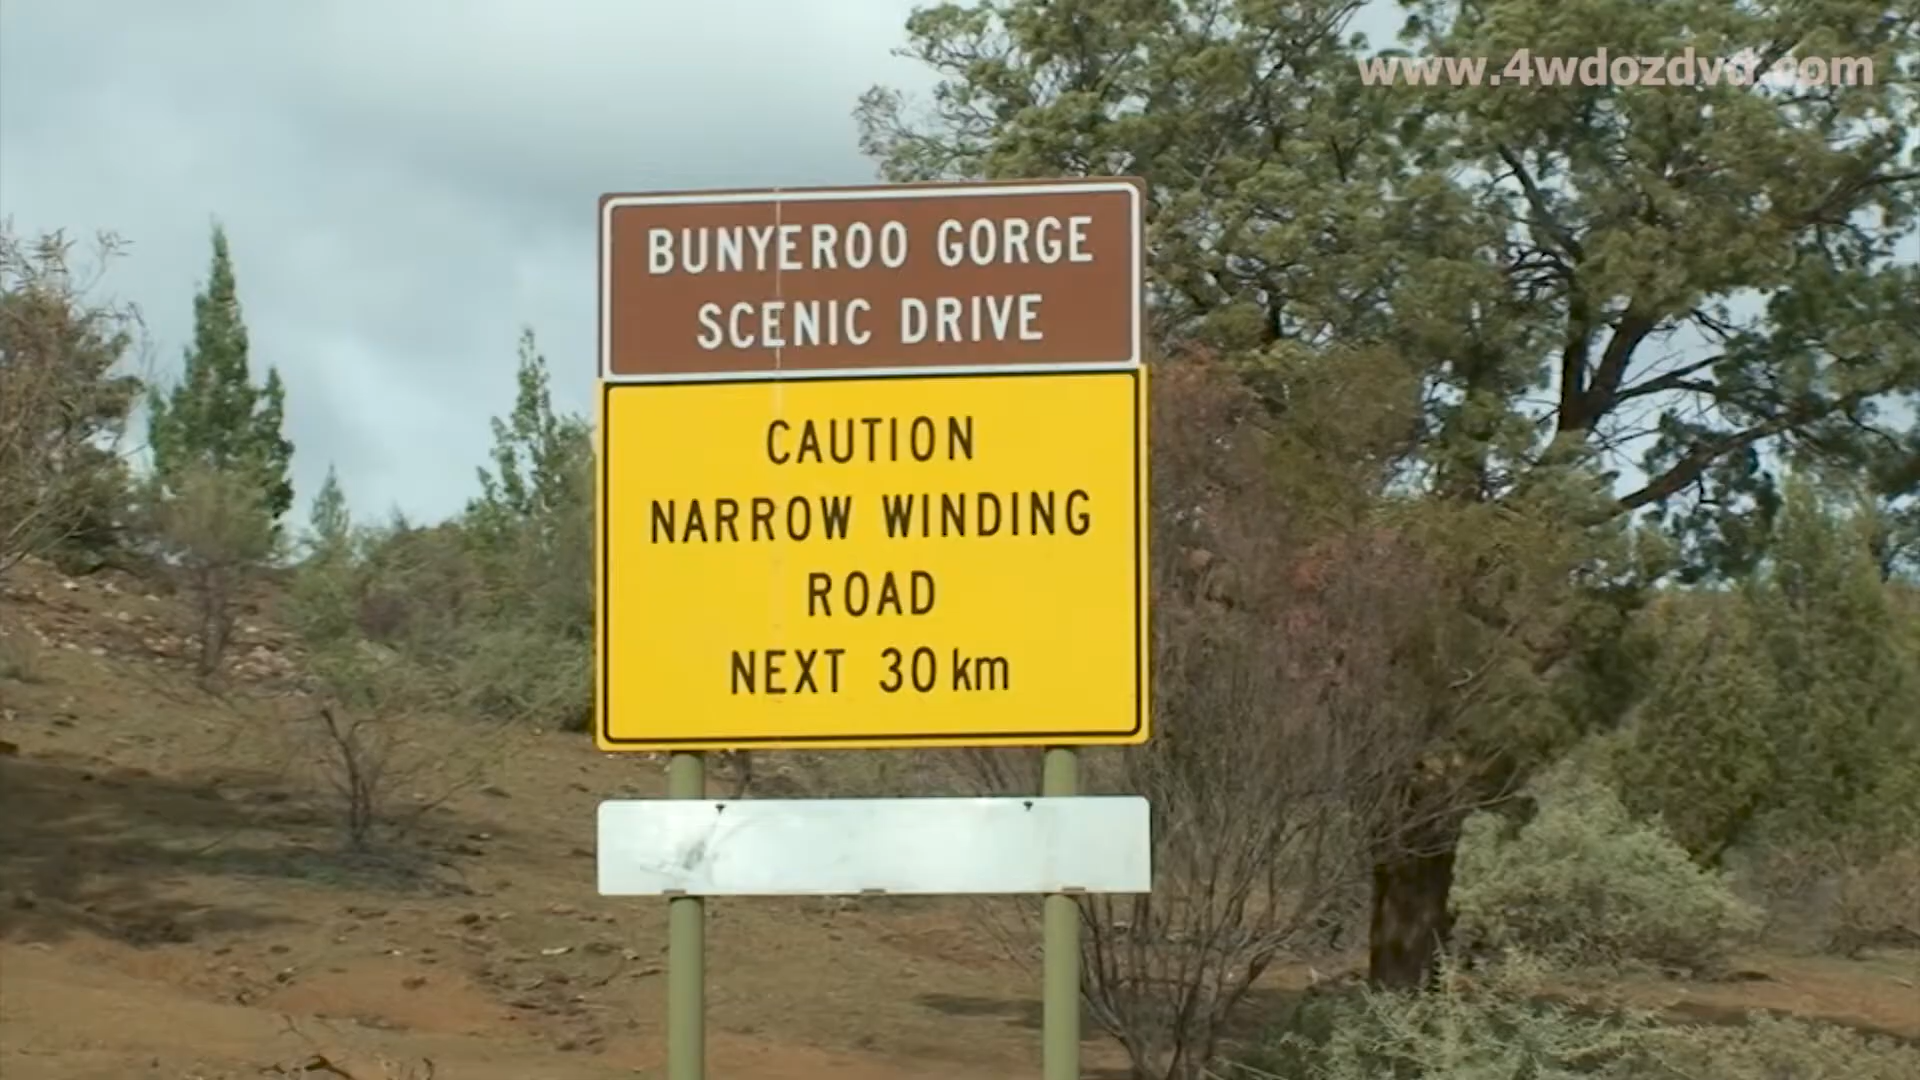 www.4wdozdvd.com
BUNYEROO GORGE
SCENIC DRIVE
CAUTION
NARROW WINDING
ROAD
NEXT 30 km